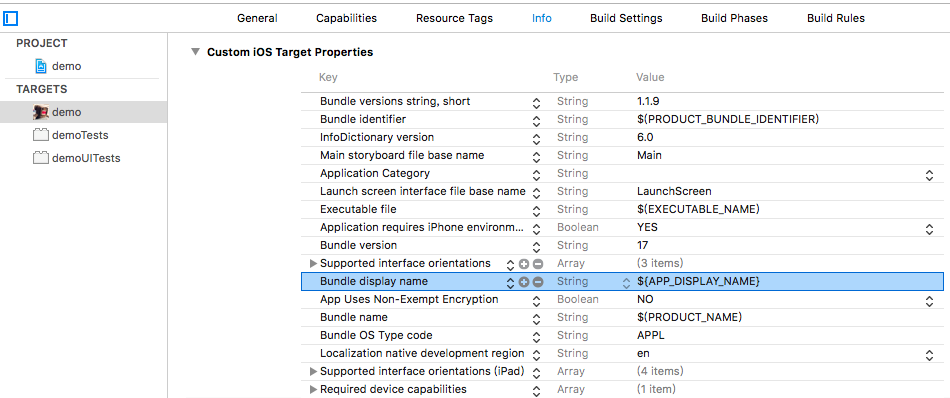 General Capabilities Resource Tags Info Build Settings Build Phases Build Rules
PROJECT
demo
TARGETS
demo
demoTests
demoUITests
Custom iOS Target Properties
Key Type Value
Bundle versions string, short String 1.1.9
Bundle identifier String $(PRODUCT_BUNDLE_IDENTIFIER)
InfoDictionary version String 6.0
Main storyboard file base name String Main
Application Category String
Launch screen interface file base name String LaunchScreen
Executable file String $(EXECUTABLE_NAME)
Application requires iPhone environm... Boolean YES
Bundle version String 17
Supported interface orientations Array (3 items)
Bundle display name String ${APP_DISPLAY_NAME}
App Uses Non-Exempt Encryption Boolean NO
Bundle name String $(PRODUCT_NAME)
Bundle OS Type code String APPL
Localization native development region String en
Supported interface orientations (iPad) Array (4 items)
Required device capabilities Array (1 item)